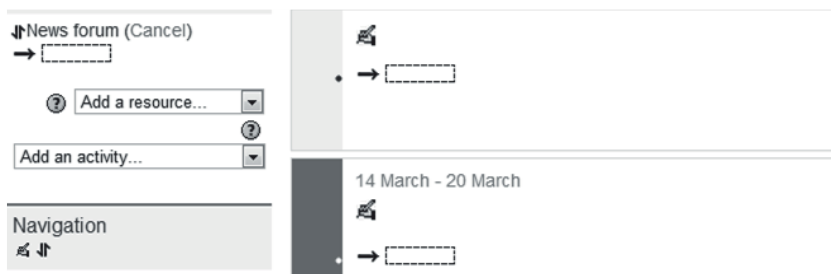 News forum (Cancel)
Add a resource...
Add an activity...
Navigation
14 March - 20 March